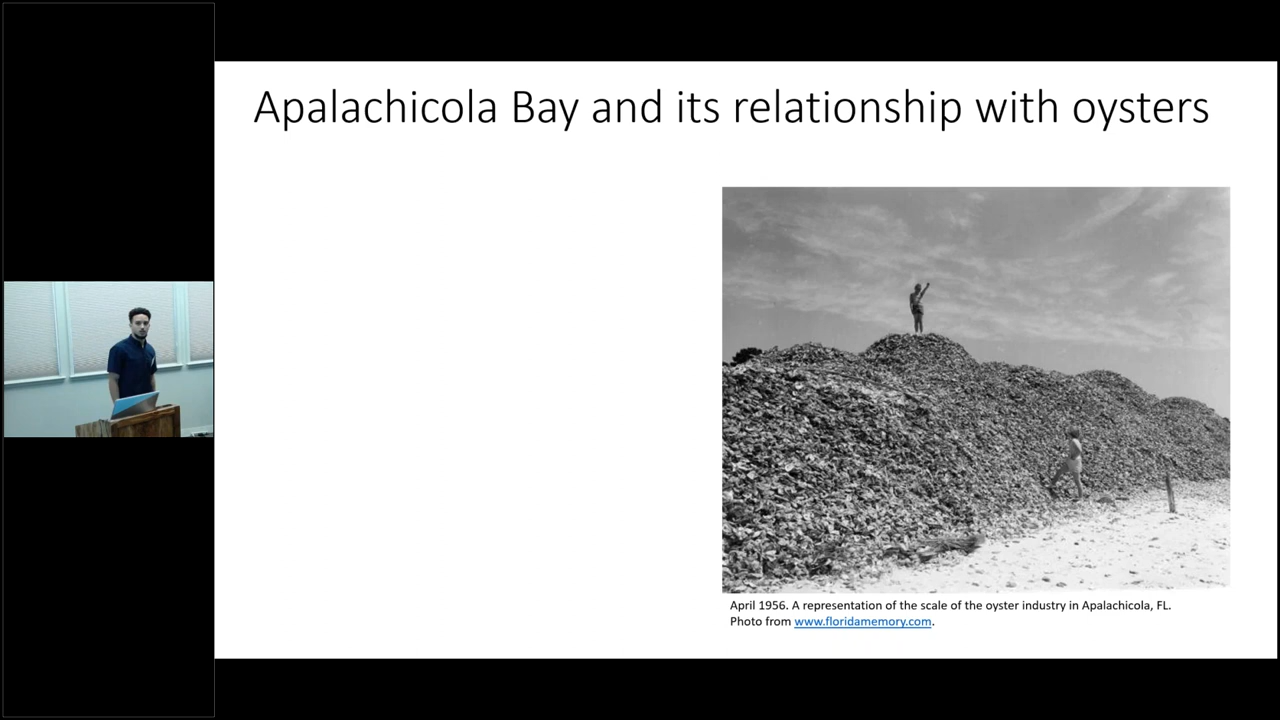 Apalachicola Bay and its relationship with oysters
April 1956. A representation of the scale of the oyster industry in Apalachicola, FL.
Photo from www.floridamemory.com.